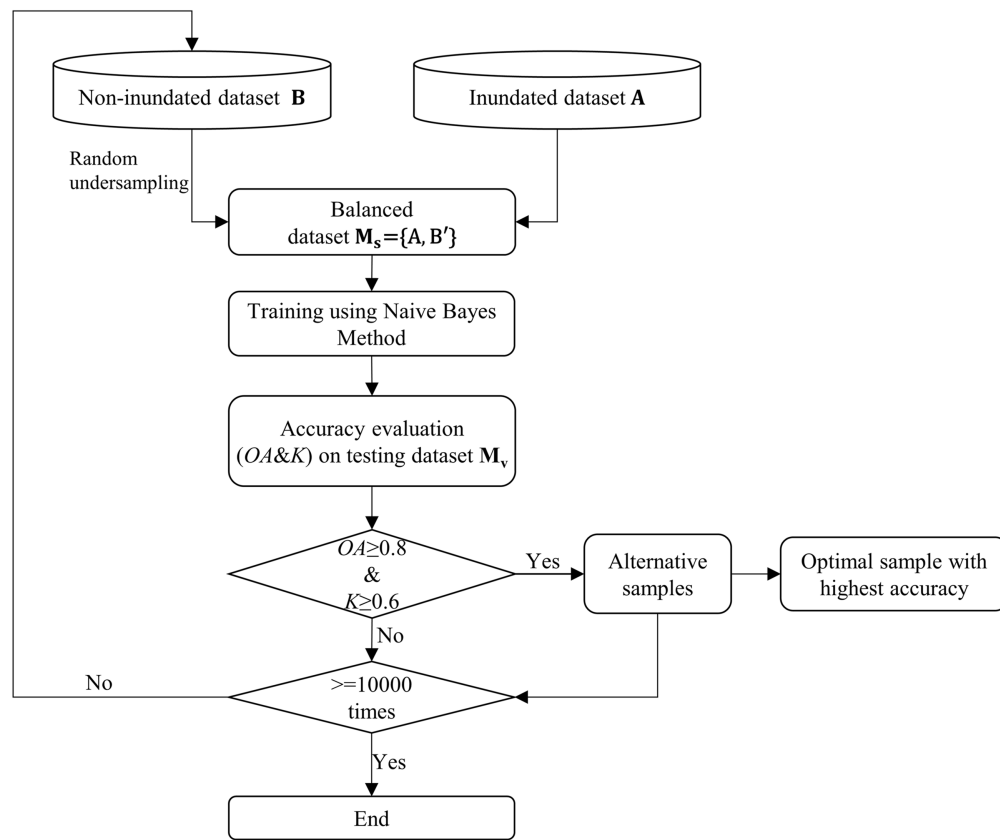 Non-inundated dataset B
Inundated dataset A
Random
undersampling
Balanced
dataset Mₛ={A, B′}
Training using Naive Bayes
Method
Accuracy evaluation
(OA&K) on testing dataset Mᵥ
OA≥0.8
&
K≥0.6
Yes
Alternative
samples
Optimal sample with
highest accuracy
No
>=10000
times
No
Yes
End